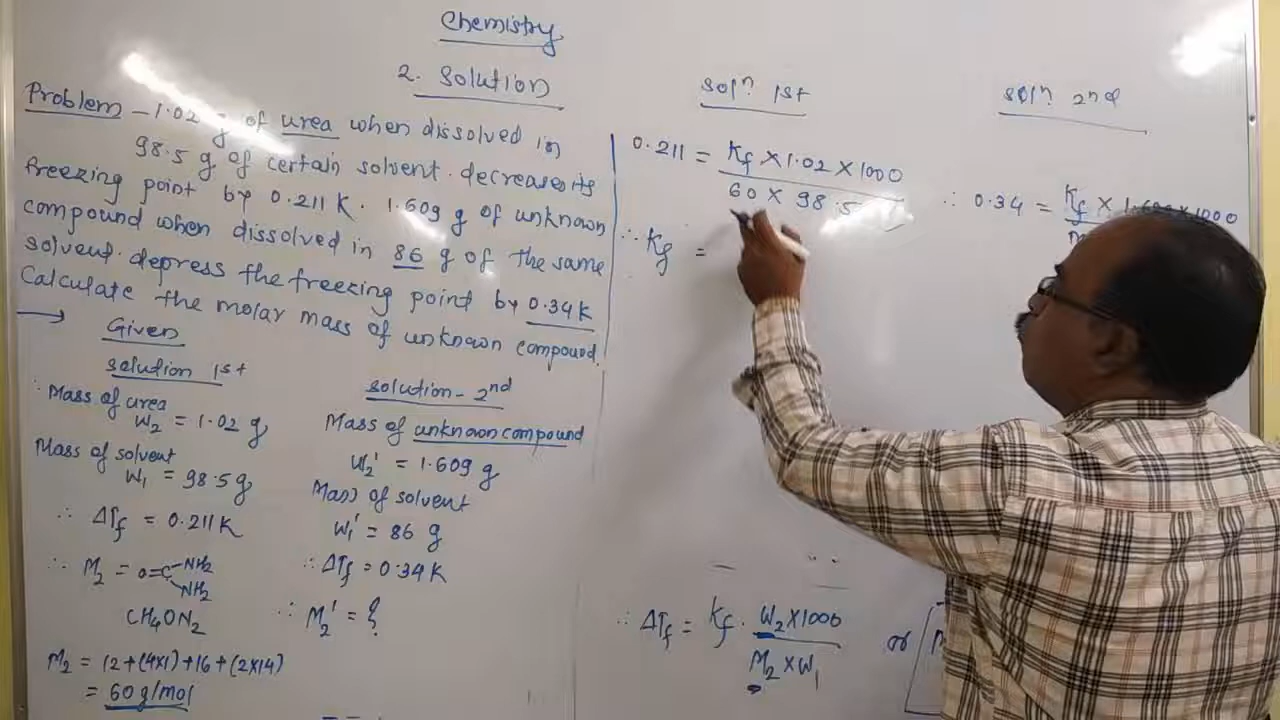 Chemistry
2. Solution
Problem - 1.02 g of urea when dissolved in
98.5 g of certain solvent. decreases its
freezing point by 0.211 K. 1.609 g of unknown
compound when dissolved in 86 g of the same
solvent. depress the freezing point by 0.34 K
Calculate the molar mass of unknown compound.
→ Given
solution 1st
∴ Mass of urea
W₂ = 1.02 g,
Mass of solvent
W₁ = 98.5 g,
∴ ΔTf = 0.211 K
∴ M₂ = O=C-NH₂
NH₂
CH₄ON₂
M₂ = 12+(4×1)+16+(2×14)
= 60 g/mol
solution - 2nd
Mass of unknown compound
W₂' = 1.609 g
Mass of solvent
W₁' = 86 g
∴ ΔTf = 0.34 K
∴ M₂' = ?
Solⁿ 1st
0.211 = Kf × 1.02 × 1000
60 × 98.5
∴ Kf =
∴ ΔTf = Kf · W₂ × 1000
M₂ × W₁
or
Solⁿ 2nd
∴ 0.34 = Kf × 1.609 × 1000